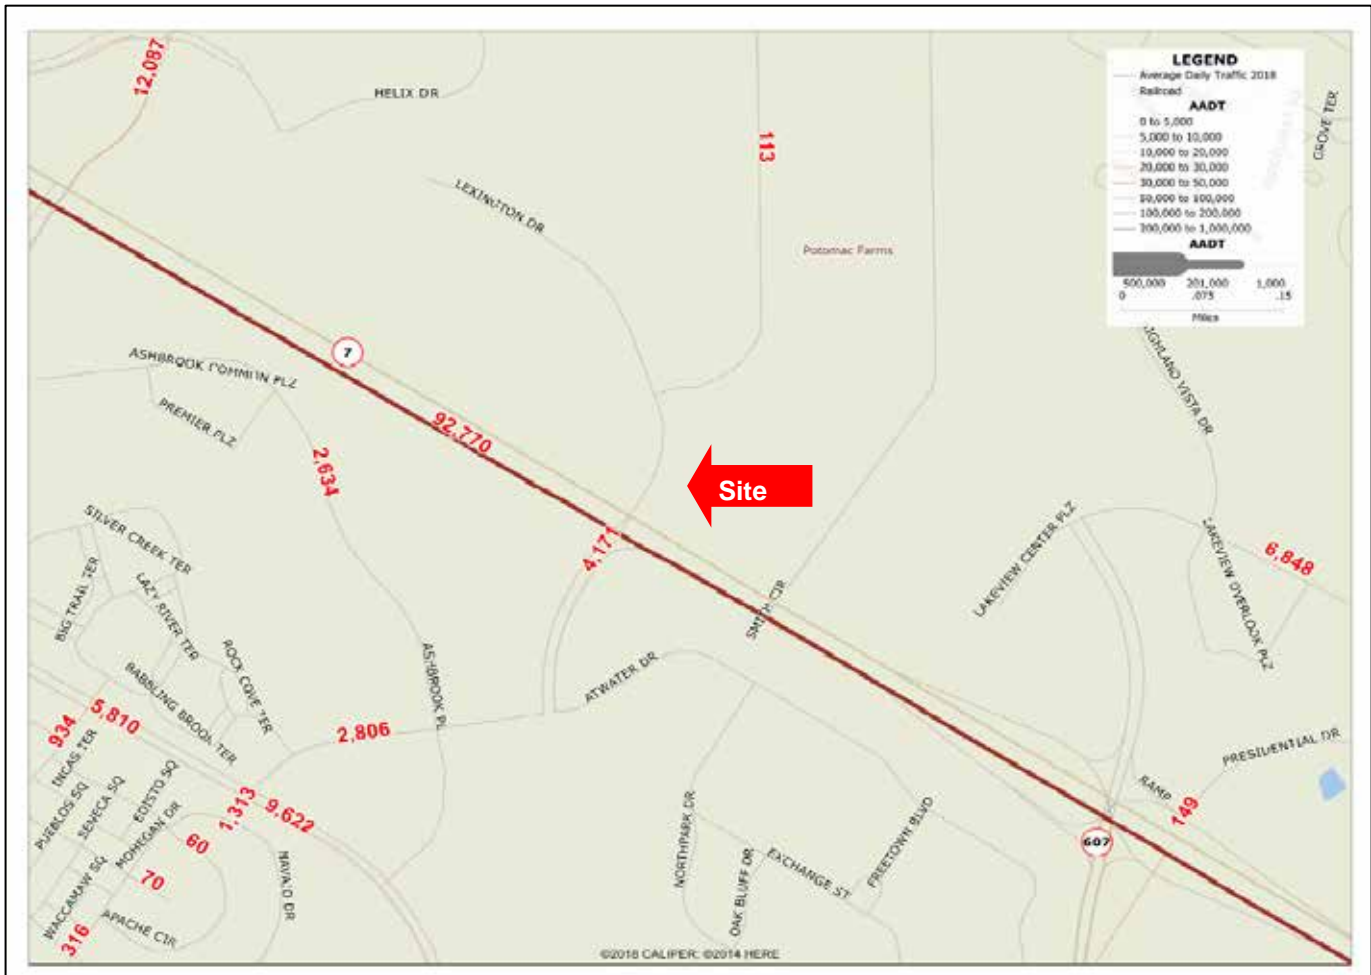 12,087
HELIX DR
113
LEGEND
Average Daily Traffic 2018
Railroad
AADT
0 to 5,000
5,000 to 10,000
10,000 to 20,000
20,000 to 30,000
30,000 to 50,000
50,000 to 100,000
100,000 to 200,000
200,000 to 1,000,000
AADT
500,000 201,000 1,000
0 .075 .15
Miles
GROVE TER
LEXINGTON DR
Potomac Farms
7
ASHBROOK COMMON PLZ
PREMIER PLZ
92,770
2,634
HIGHLAND VISTA DR
Site
SILVER CREEK TER
4,171
LAKEVIEW CENTER PLZ
LAKEVIEW OVERLOOK PLZ
6,848
BIG TRAIL TER
LAZY RIVER TER
SMITH CIR
ROCK COVE TER
ASHBROOK PL
ATWATER DR
BABBLING BROOK TER
934
5,810
2,806
INCAS TER
PRESIDENTIAL DR
RAMP
149
PUEBLOS SQ
SENECA SQ
EDISTO SQ
MOHEGAN DR
1,313
9,622
607
60
NAVAJO DR
NORTHPARK DR
OAK BLUFF DR
EXCHANGE ST
FREETOWN BLVD
70
WACCAMAW SQ
APACHE CIR
316
©2018 CALIPER; ©2014 HERE